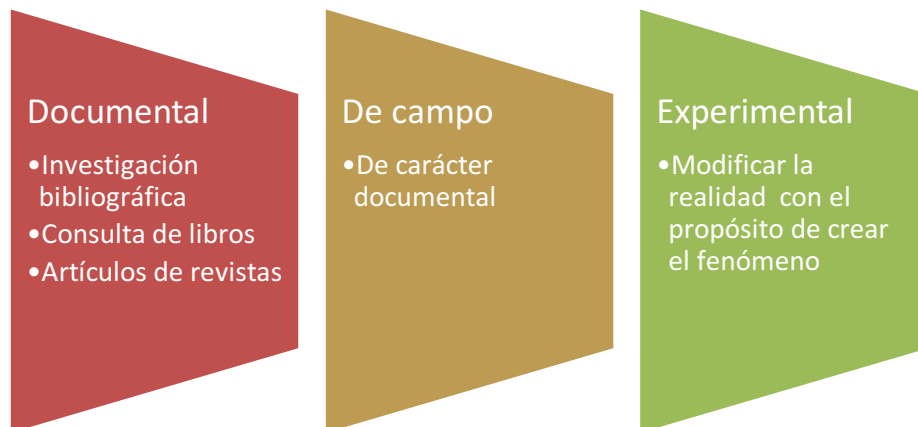 Documental
•Investigación
bibliográfica
•Consulta de libros
•Artículos de revistas
De campo
•De carácter
documental
Experimental
•Modificar la
realidad con el
propósito de crear
el fenómeno